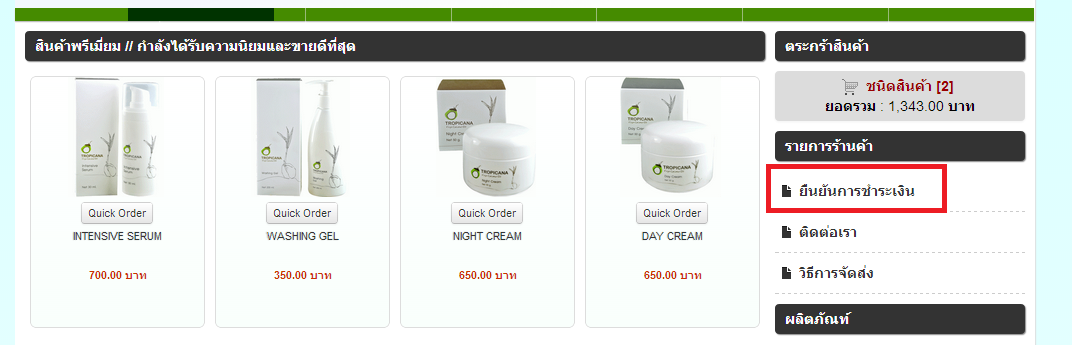 สินค้าพรีเมี่ยม // กำลังได้รับความนิยมและขายดีที่สุด
TROPICANA
Intensive
Serum
TROPICANA
TROPICANA
Night Cream
TROPICANA
Night Cream
TROPICANA
Day Cream
TROPICANA
Day Cream
Quick Order
Quick Order
Quick Order
Quick Order
INTENSIVE SERUM
WASHING GEL
NIGHT CREAM
DAY CREAM
700.00 บาท
350.00 บาท
650.00 บาท
650.00 บาท
ตระกร้าสินค้า
ชนิดสินค้า [2]
ยอดรวม : 1,343.00 บาท
รายการร้านค้า
ยืนยันการชำระเงิน
ติดต่อเรา
วิธีการจัดส่ง
ผลิตภัณฑ์